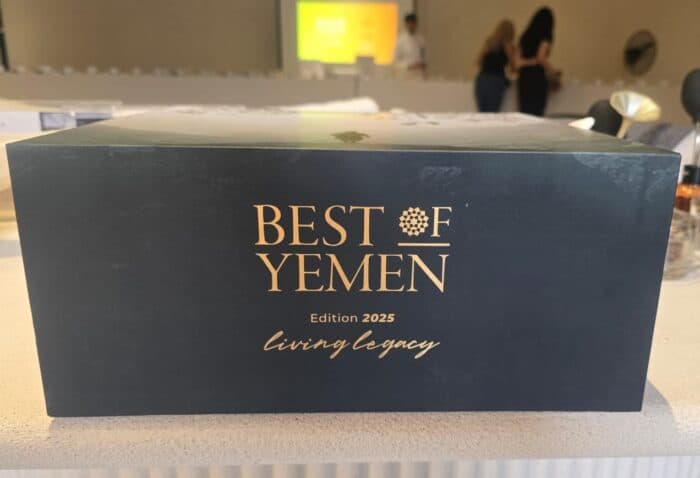 BEST OF
YEMEN
Edition 2025
living legacy